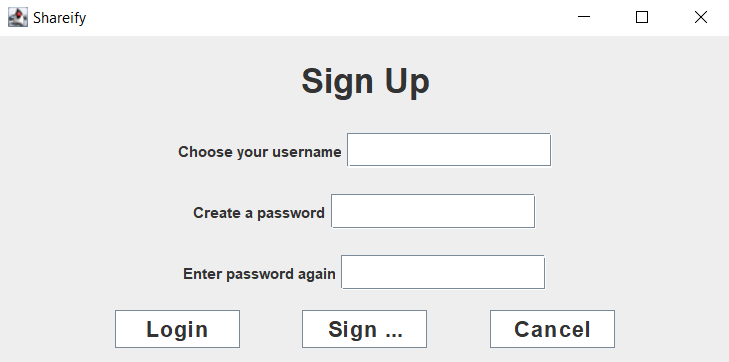 Shareify
Sign Up
Choose your username
Create a password
Enter password again
Login Sign ... Cancel